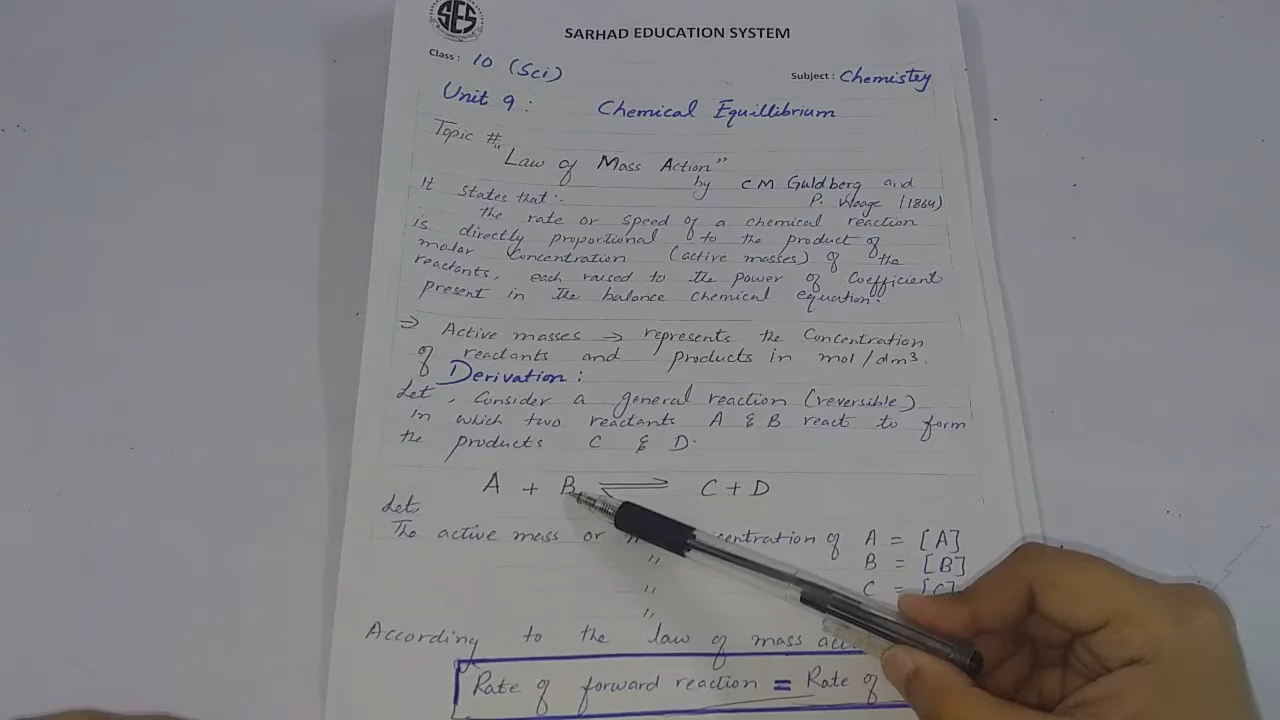 SES
SARHAD EDUCATION SYSTEM
Class : 10 (Sci)
Subject : Chemistry
Unit 9 : Chemical Equillibrium
Topic #
"Law of Mass Action"
by C.M Guldberg and
P. Waage (1864)
It states that :-
the rate or speed of a chemical reaction
is directly proportional to the product of
molar concentration (active masses) of the
reactants, each raised to the power of Coefficient
present in the balance chemical equation.
⇒ Active masses → represents the Concentration
of reactants and products in mol/dm³.
Derivation :
Let, Consider a general reaction (reversible)
in which two reactants A & B react to form
the products C & D.
A + B ⇌ C + D
Let,
The active mass or centration of A = [A]
" B = [B]
" C = [C]
"
According to the law of mass
Rate of forward reaction = Rate of